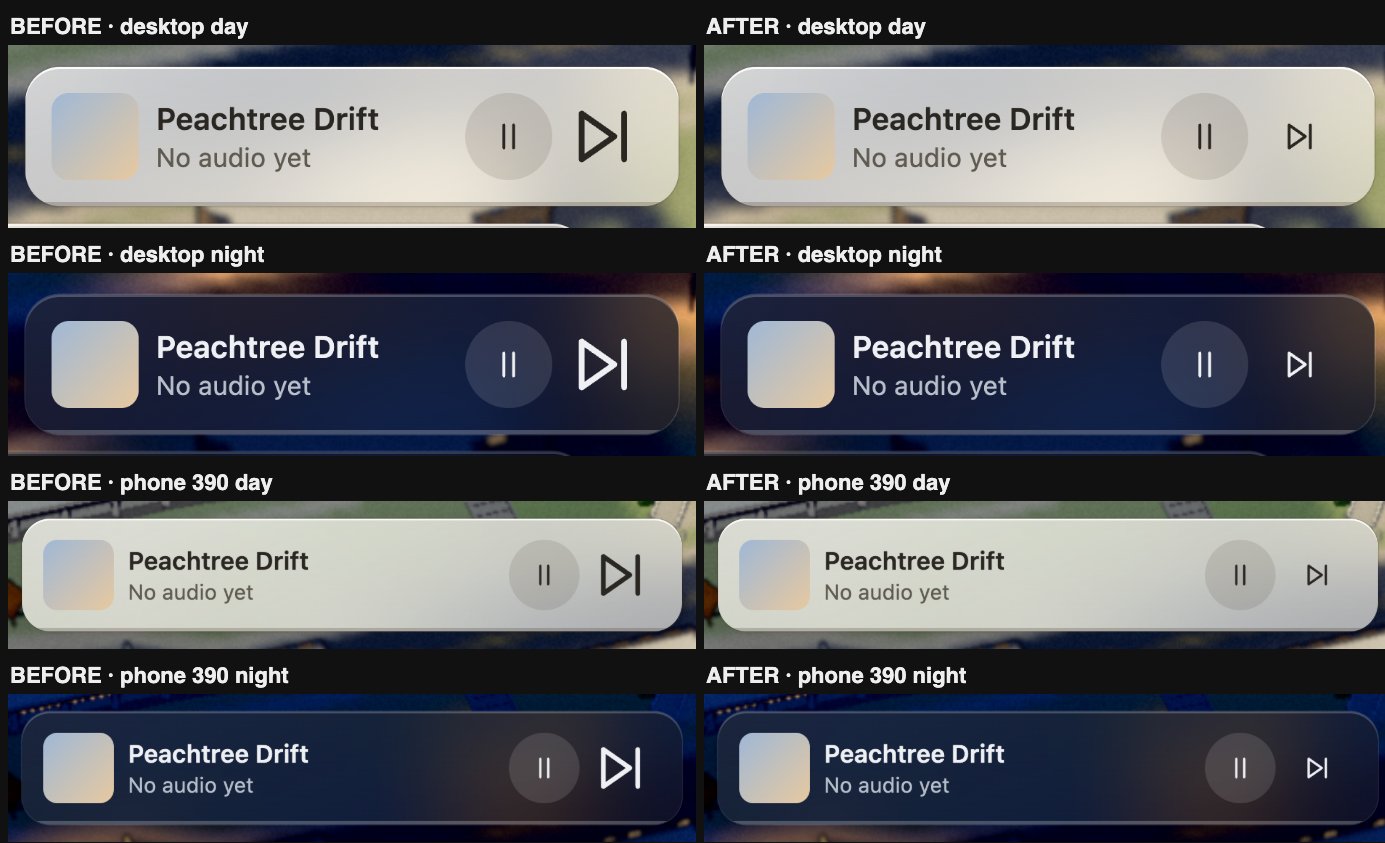 BEFORE · desktop day
AFTER · desktop day
Peachtree Drift
No audio yet
Peachtree Drift
No audio yet
BEFORE · desktop night
AFTER · desktop night
Peachtree Drift
No audio yet
Peachtree Drift
No audio yet
BEFORE · phone 390 day
AFTER · phone 390 day
Peachtree Drift
No audio yet
Peachtree Drift
No audio yet
BEFORE · phone 390 night
AFTER · phone 390 night
Peachtree Drift
No audio yet
Peachtree Drift
No audio yet